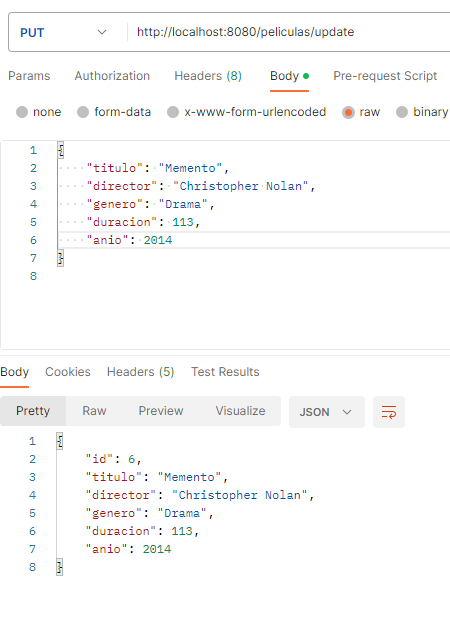 PUT http://localhost:8080/peliculas/update
Params Authorization Headers (8) Body Pre-request Script
none form-data x-www-form-urlencoded raw binary
1 {
2 ····"titulo":·"Memento",
3 ····"director":·"Christopher·Nolan",
4 ····"genero":·"Drama",
5 ····"duracion":·113,
6 ····"anio":·2014
7 }
8
Body Cookies Headers (5) Test Results
Pretty Raw Preview Visualize JSON
1 {
2 "id": 6,
3 "titulo": "Memento",
4 "director": "Christopher Nolan",
5 "genero": "Drama",
6 "duracion": 113,
7 "anio": 2014
8 }